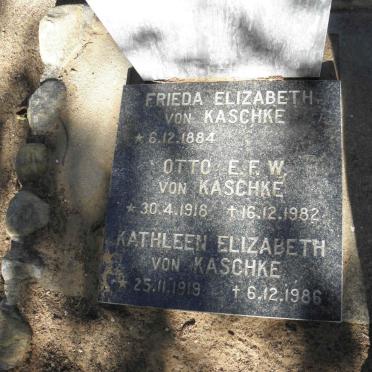 FRIEDA ELIZABETH
VON KASCHKE
* 6.12.1884
OTTO E.F.W.
VON KASCHKE
* 30.4.1918 † 16.12.1982
KATHLEEN ELIZABETH
VON KASCHKE
* 25.11.1919 † 6.12.1986